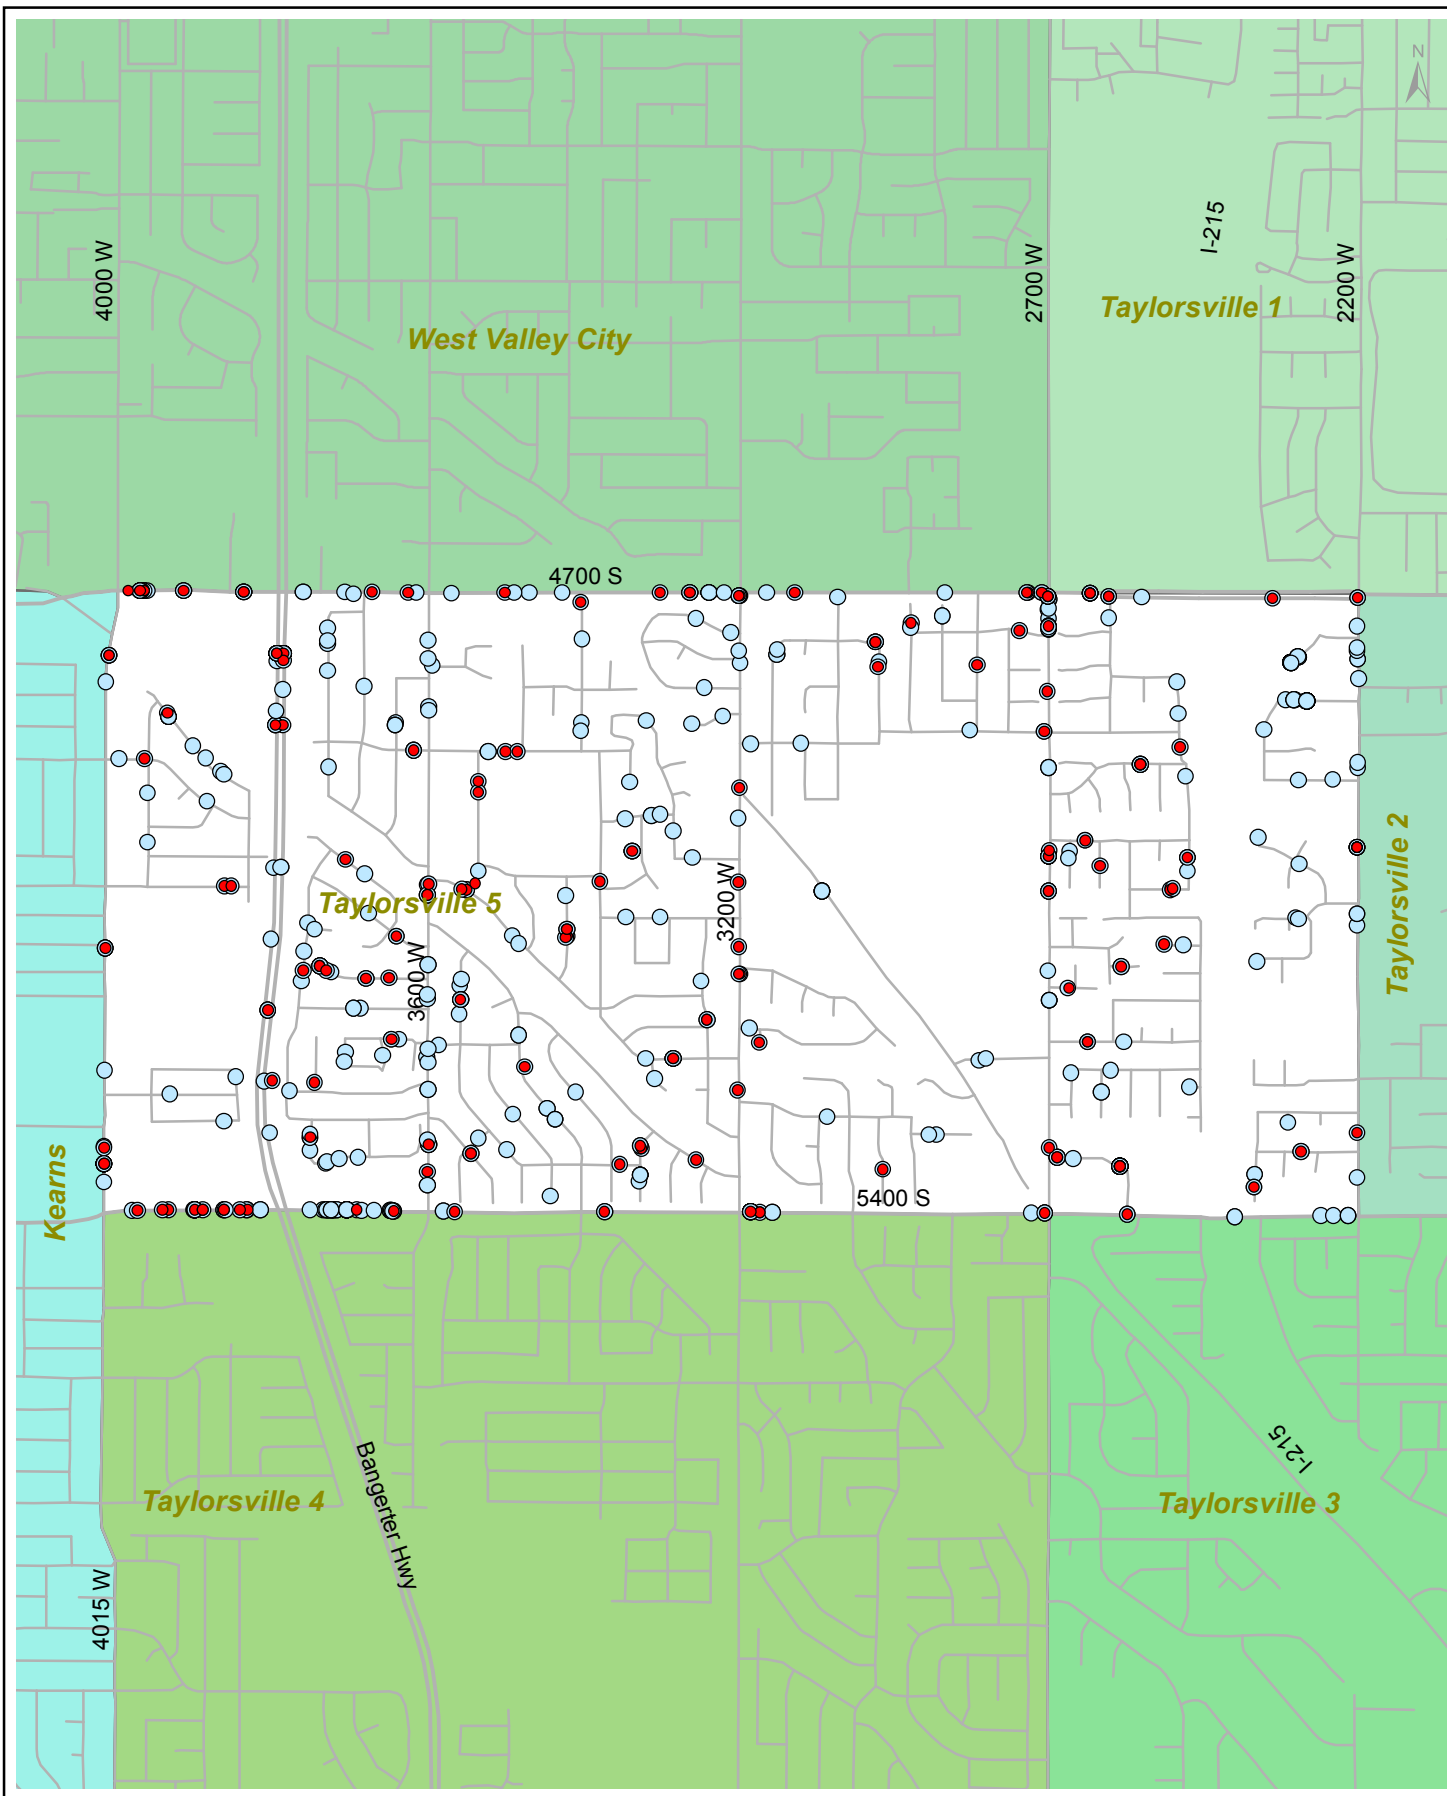 N
I-215
4000 W
2700 W
2200 W
Taylorsville 1
West Valley City
4700 S
Taylorsville 2
Taylorsville 5
3200 W
3600 W
Kearns
5400 S
I-215
Bangerter Hwy
Taylorsville 4
Taylorsville 3
4015 W